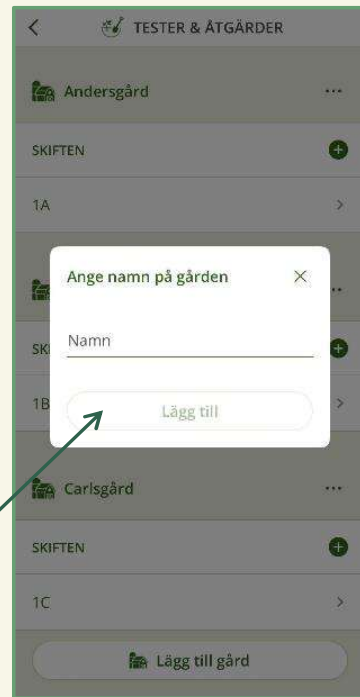 TESTER & ÅTGÄRDER
Andersgård
...
SKIFTEN
1A
Ange namn på gården
..
SK
Namn
1B
Lägg till
Carlsgård
...
SKIFTEN
1C
Lägg till gård